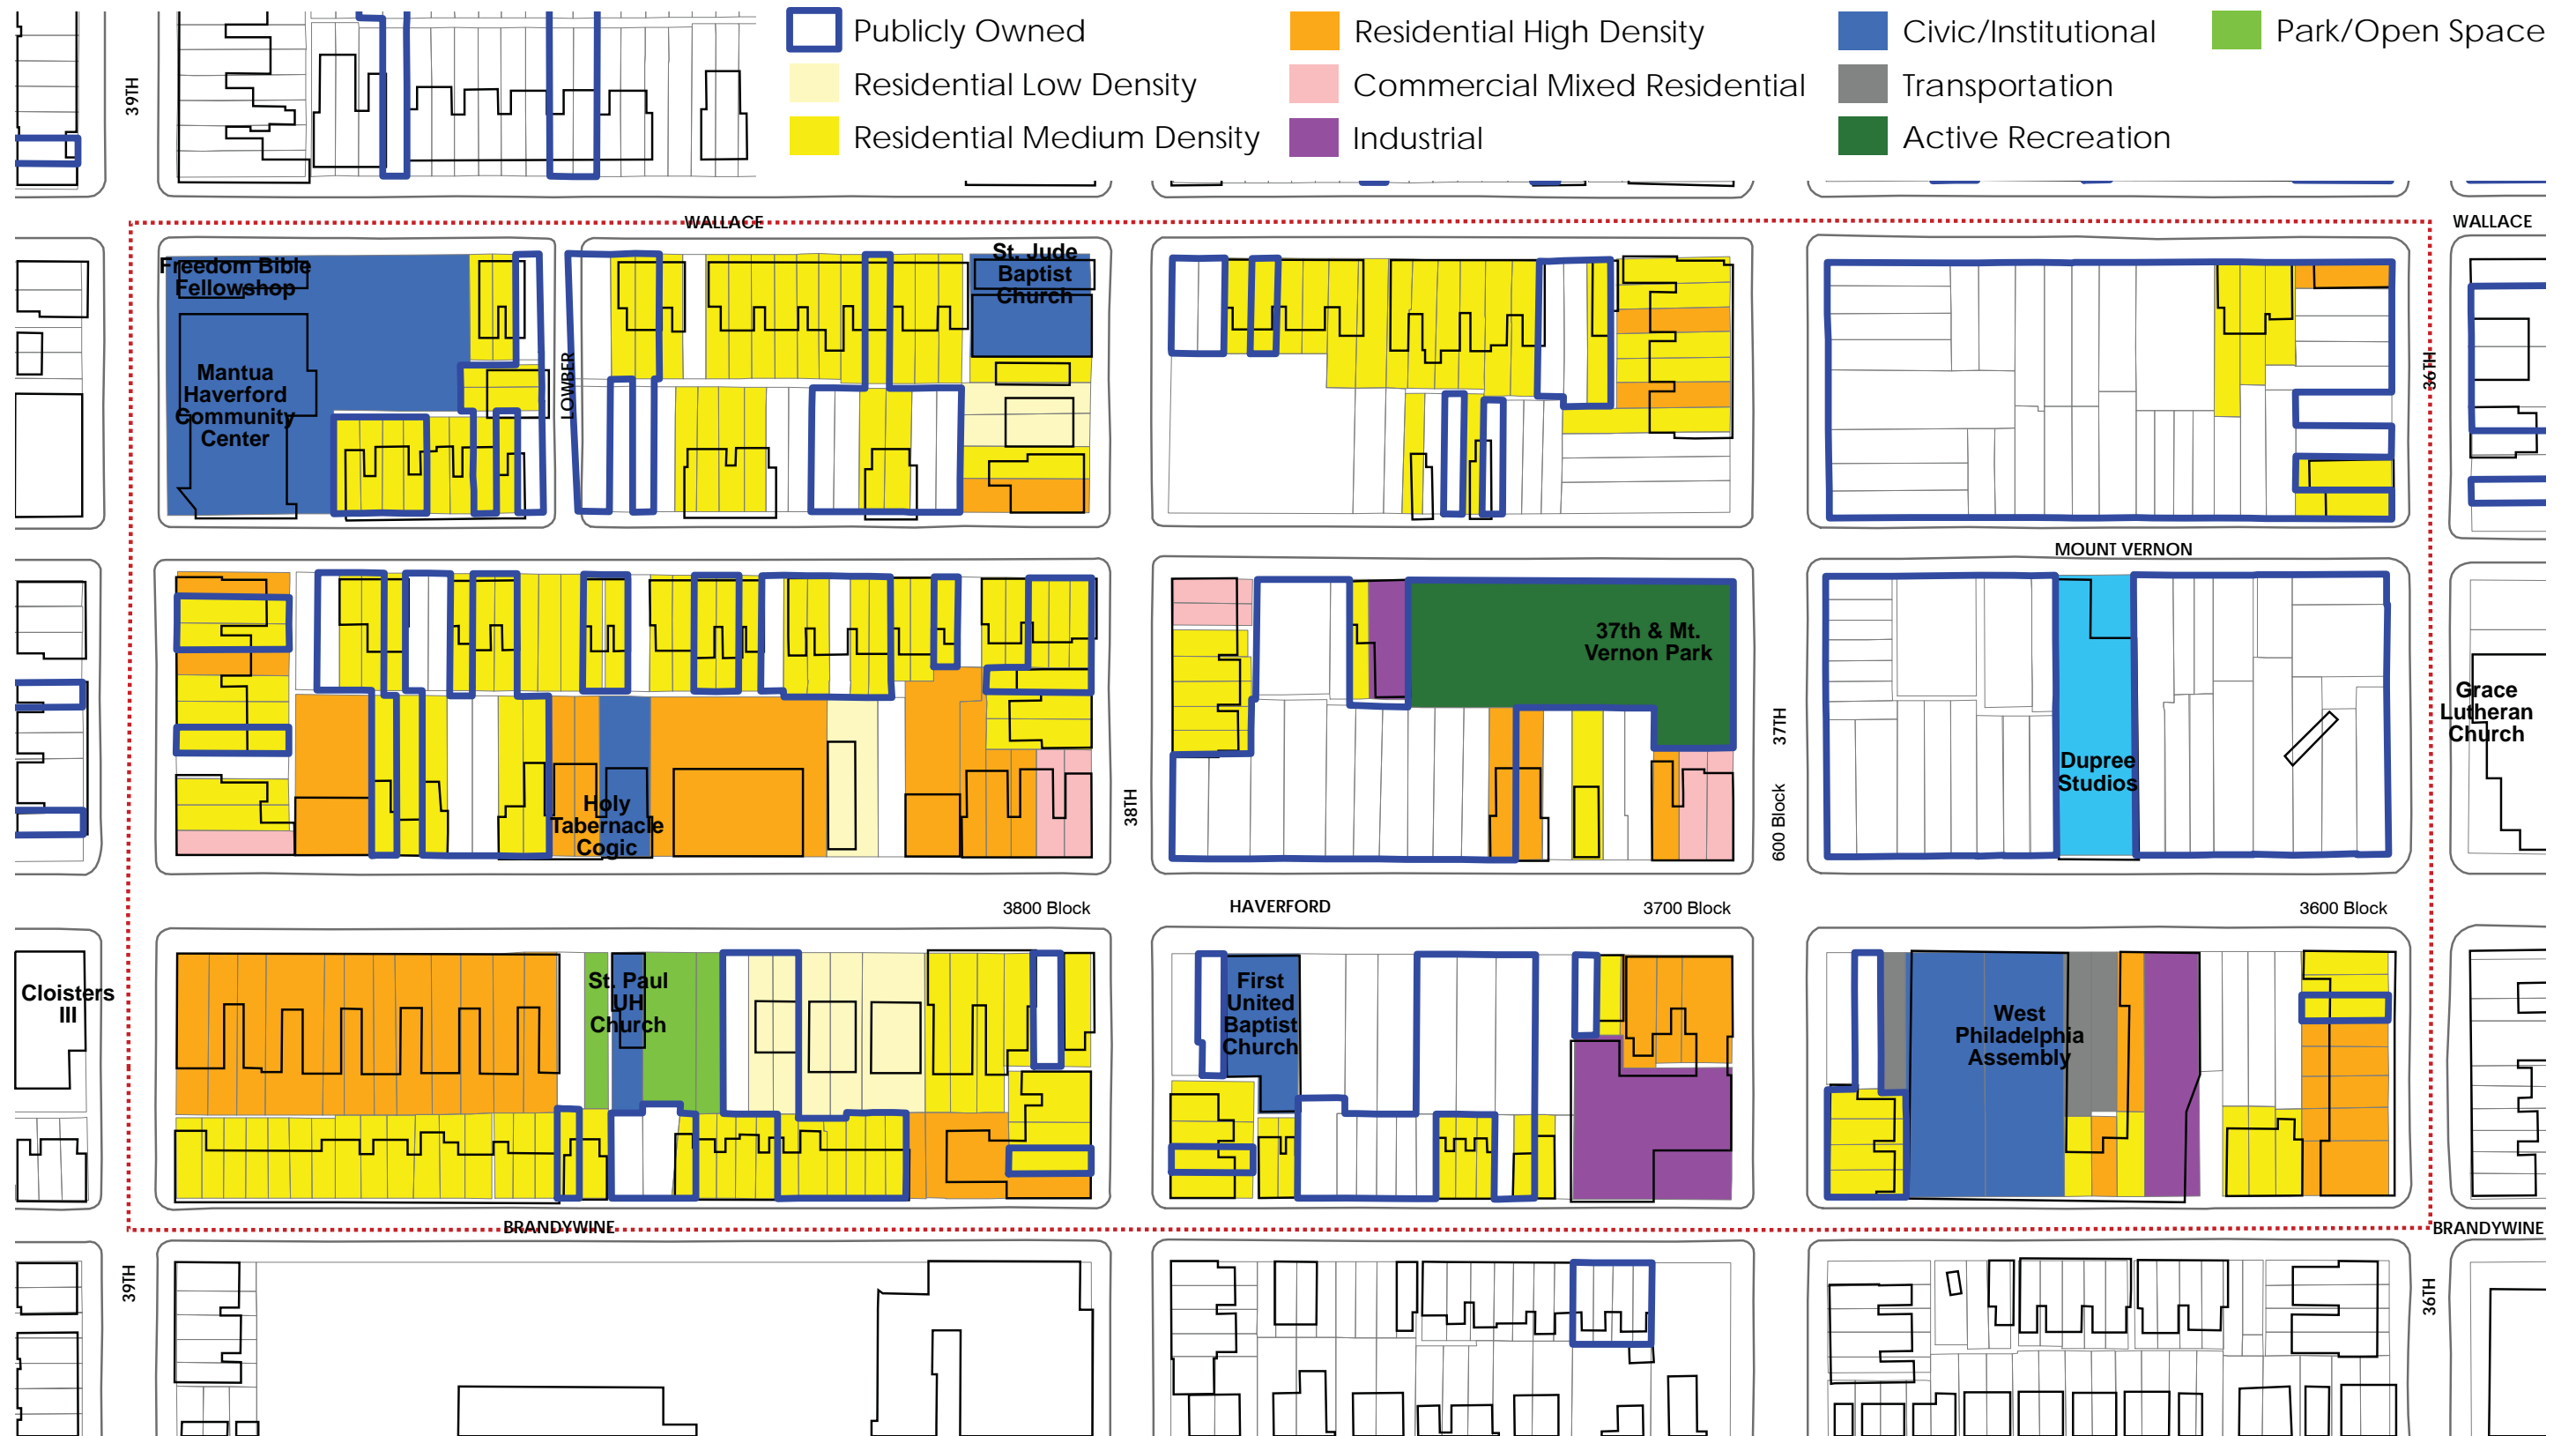 Publicly Owned
Residential Low Density
Residential Medium Density
Residential High Density
Commercial Mixed Residential
Industrial
Civic/Institutional
Transportation
Active Recreation
Park/Open Space
39TH
WALLACE
WALLACE
Freedom Bible
Fellowshop
Mantua
Haverford
Community
Center
LOWBER
St. Jude
Baptist
Church
36TH
MOUNT VERNON
37th & Mt.
Vernon Park
Holy
Tabernacle
Cogic
38TH
37TH
600 Block
Dupree
Studios
Grace
Lutheran
Church
3800 Block
HAVERFORD
3700 Block
3600 Block
Cloisters
III
St. Paul
UH
Church
First
United
Baptist
Church
West
Philadelphia
Assembly
BRANDYWINE
BRANDYWINE
39TH
36TH